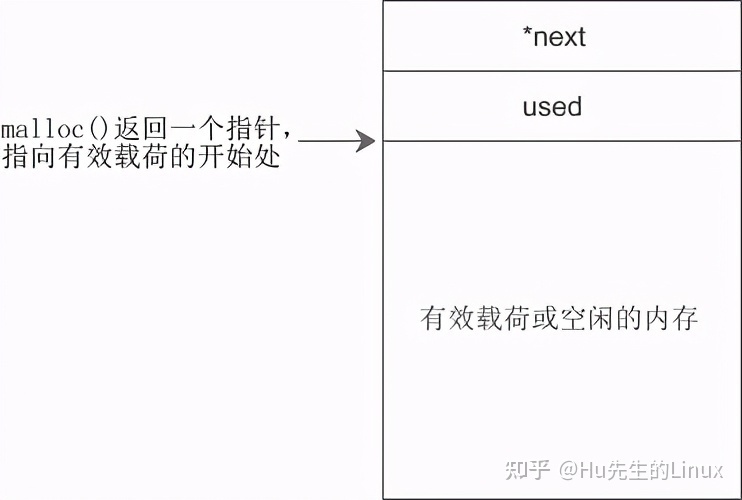 *next
used
malloc()返回一个指针，
指向有效载荷的开始处
有效载荷或空闲的内存
知乎 @Hu先生的Linux